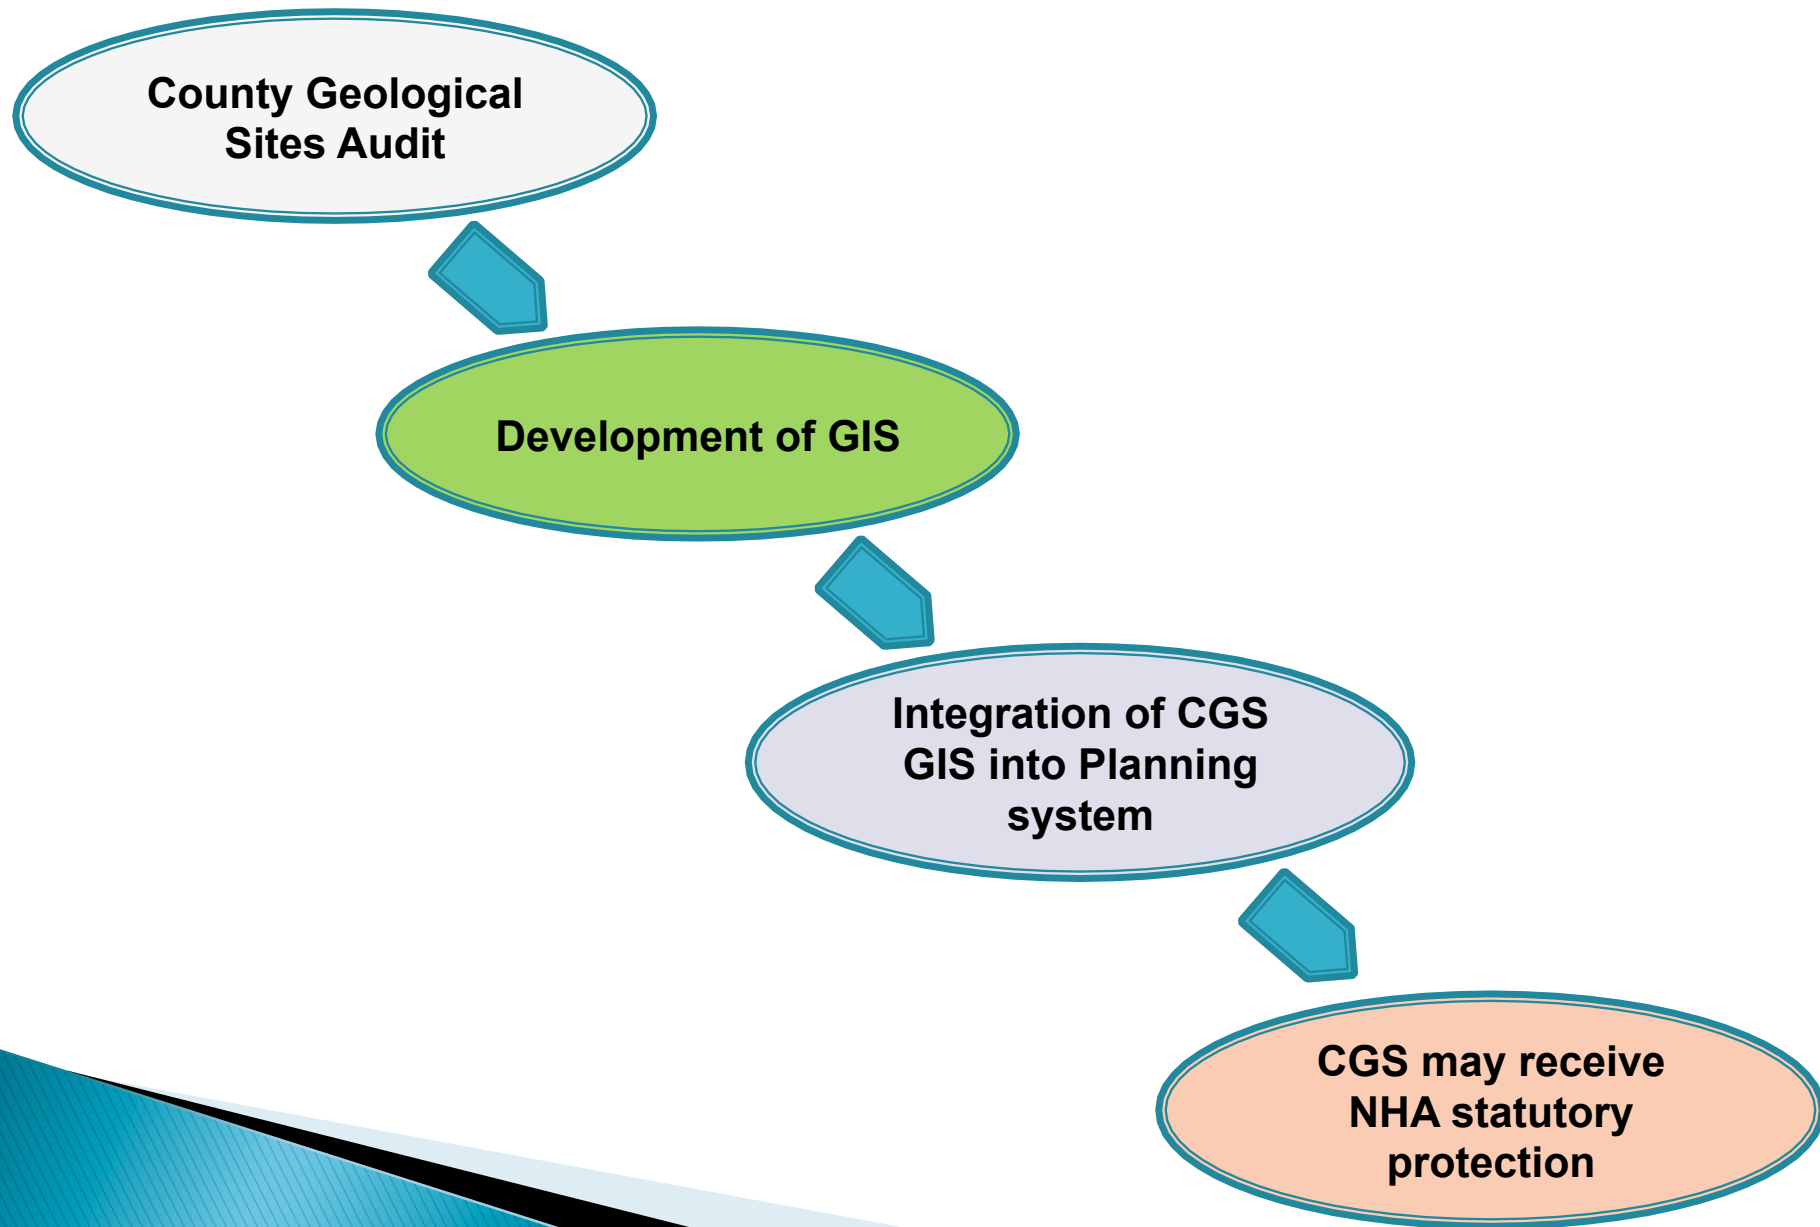 County Geological
Sites Audit
Development of GIS
Integration of CGS
GIS into Planning
system
CGS may receive
NHA statutory
protection